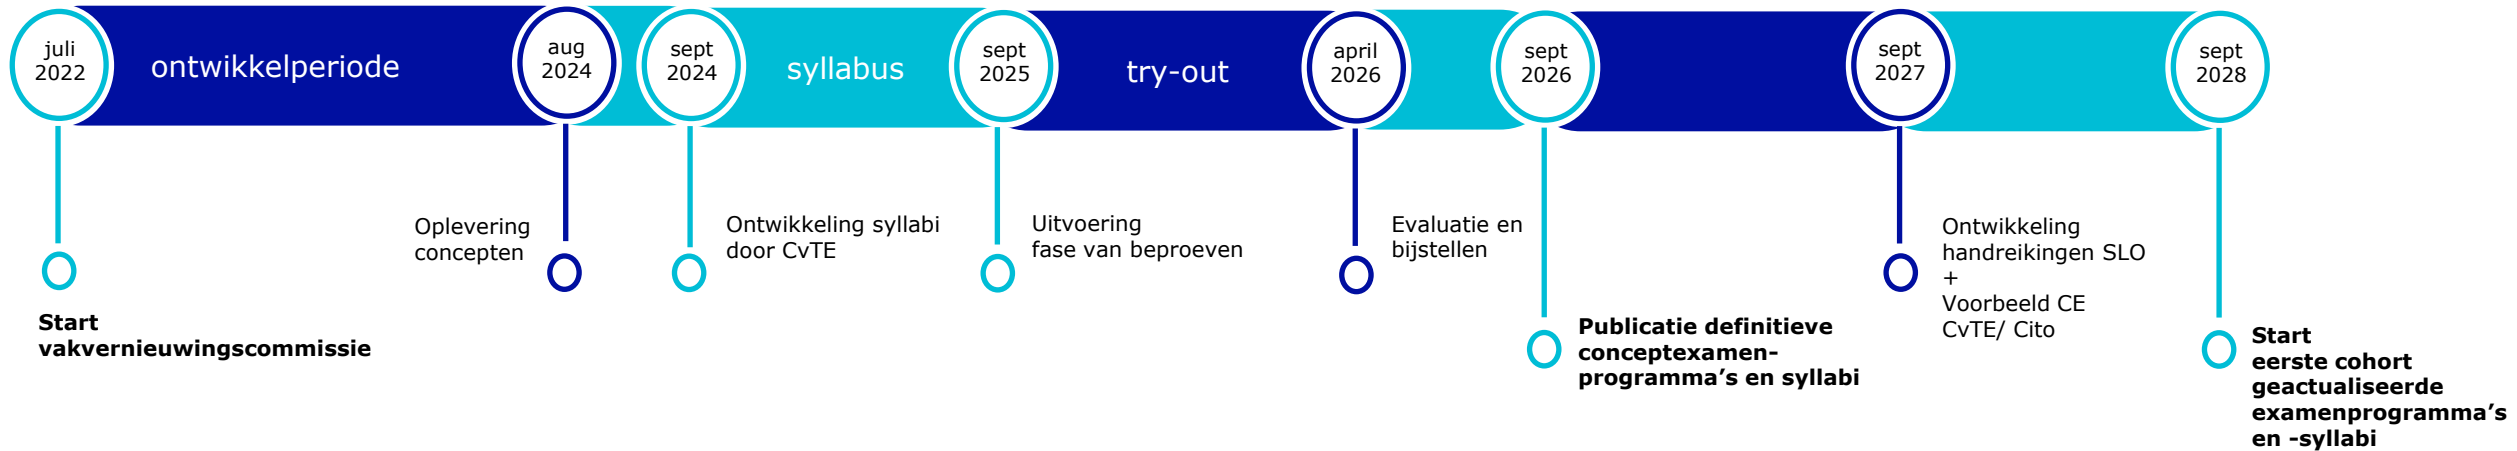 juli
2022
ontwikkelperiode
aug
2024
sept
2024
syllabus
sept
2025
try-out
april
2026
sept
2026
sept
2027
sept
2028
Start
vakvernieuwingscommissie
Oplevering
concepten
Ontwikkeling syllabi
door CvTE
Uitvoering
fase van beproeven
Evaluatie en
bijstellen
Publicatie definitieve
conceptexamen-
programma’s en syllabi
Ontwikkeling
handreikingen SLO
+
Voorbeeld CE
CvTE/ Cito
Start
eerste cohort
geactualiseerde
examenprogramma’s
en -syllabi